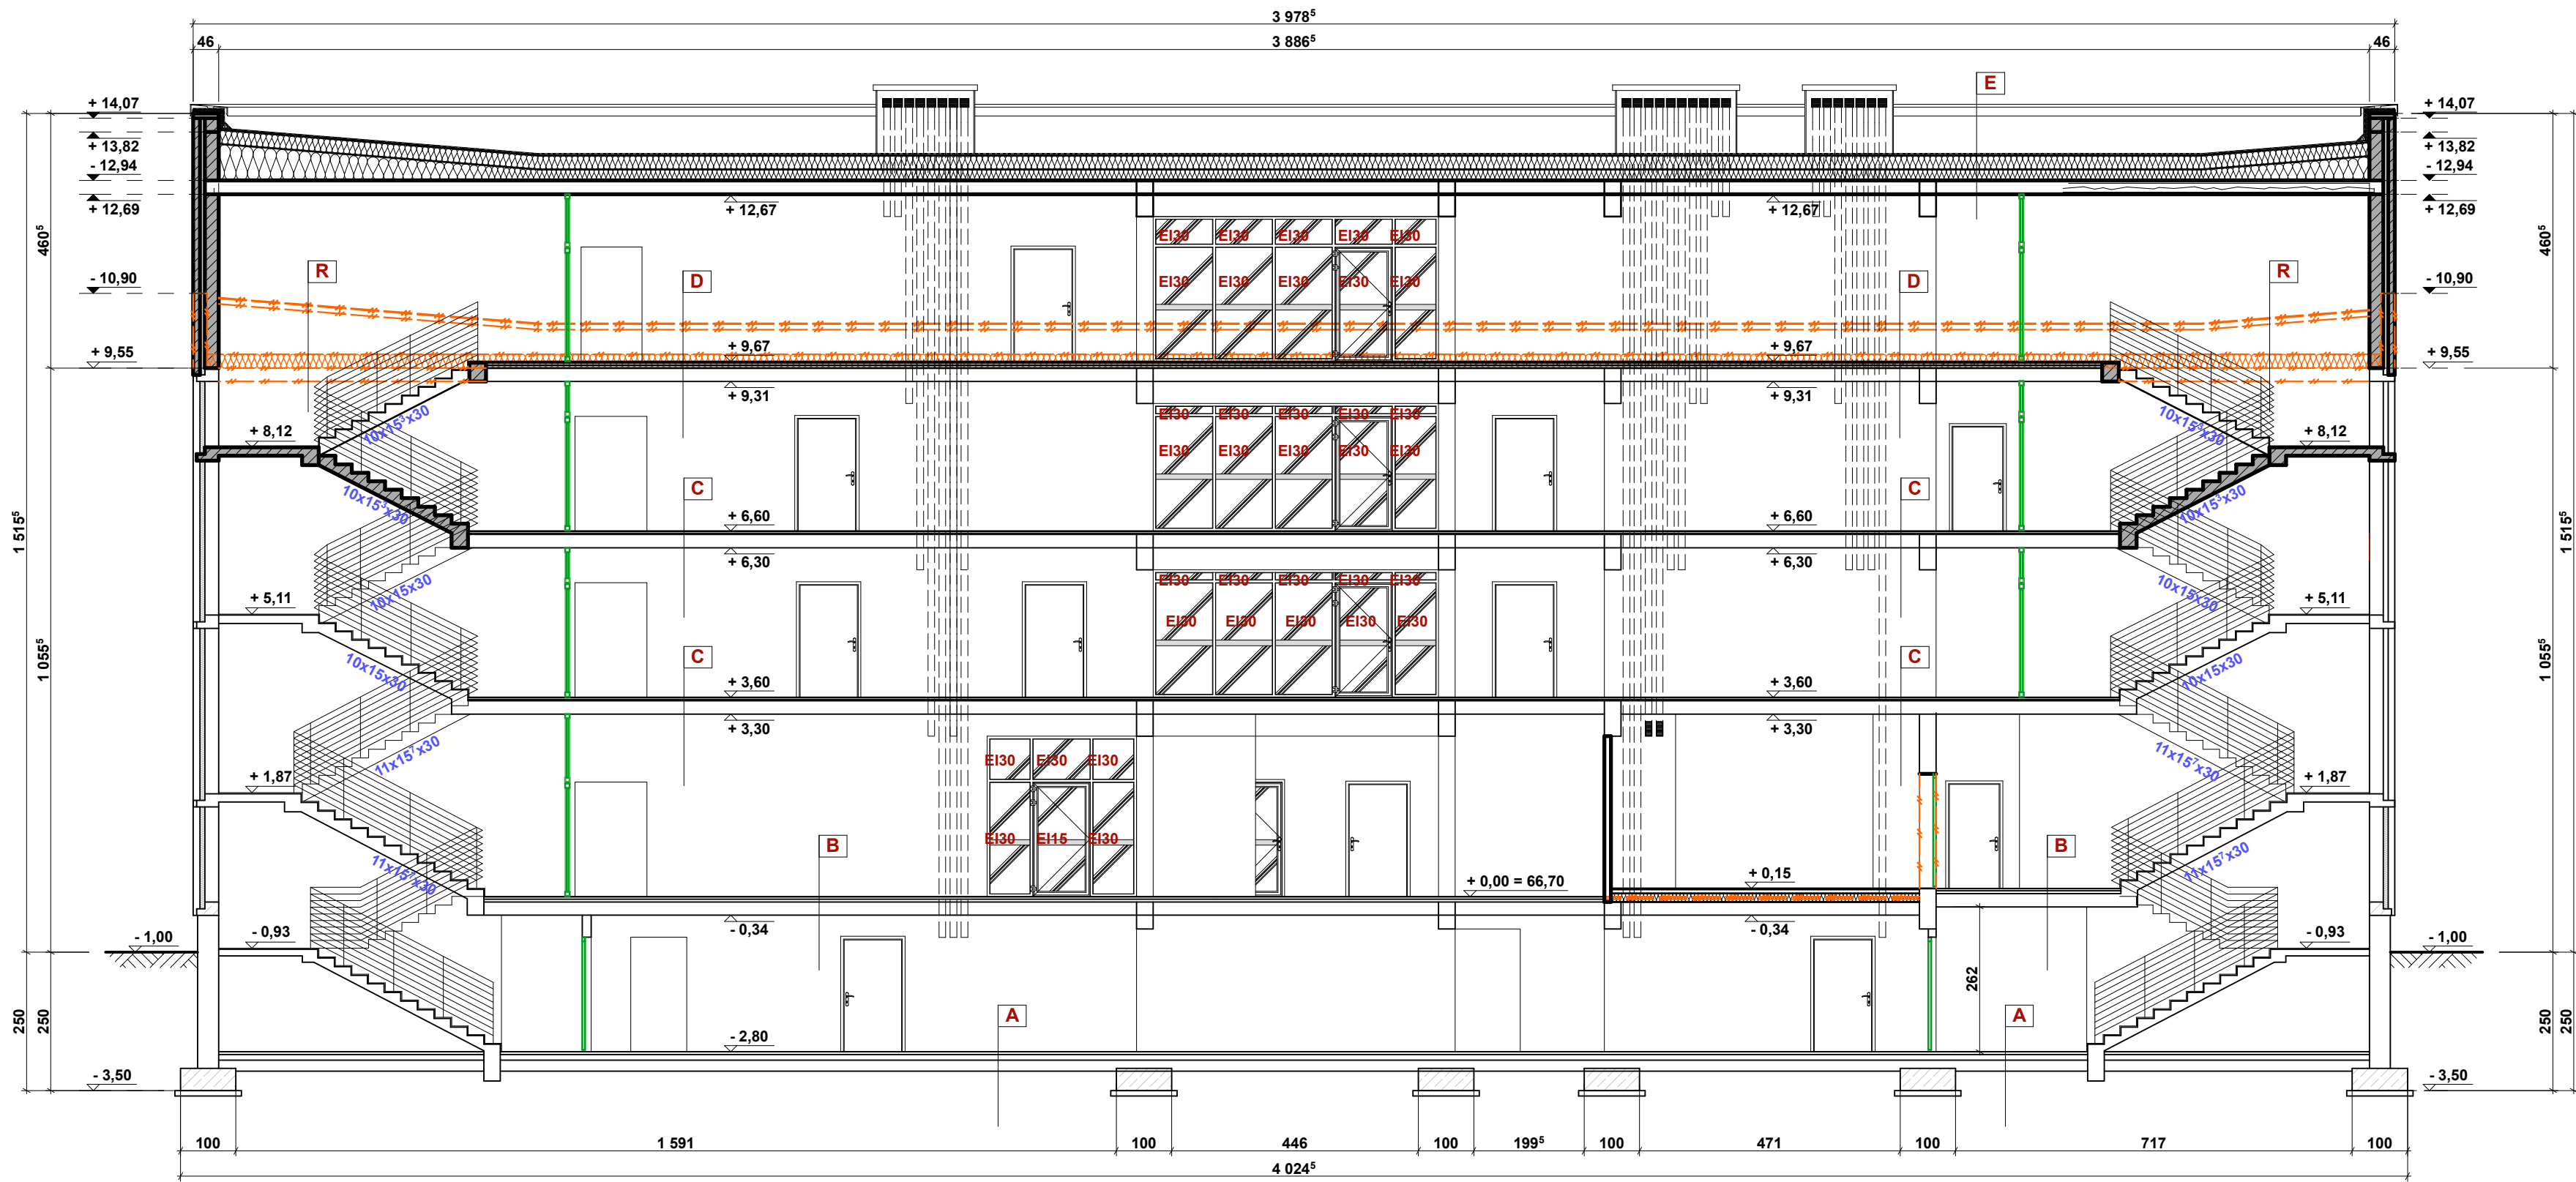 3 978⁵
46 3 886⁵ 46
E
+ 14,07 + 14,07
+ 13,82 + 13,82
- 12,94 - 12,94
+ 12,69 + 12,67 + 12,67 + 12,69
460⁵ 460⁵
EI30 EI30 EI30 EI30 EI30
R D D R
- 10,90 EI30 EI30 EI30 EI30 EI30 - 10,90
+ 9,55 + 9,67 + 9,67 + 9,55
+ 9,31 + 9,31
10x15³x30 EI30 EI30 EI30 EI30 EI30 10x15³x30
+ 8,12 + 8,12
EI30 EI30 EI30 EI30 EI30
10x15³x30 C C 10x15³x30
1 515⁵ + 6,60 + 6,60 1 515⁵
+ 6,30 + 6,30
10x15x30 EI30 EI30 EI30 EI30 EI30 10x15x30
+ 5,11 + 5,11
EI30 EI30 EI30 EI30 EI30
1 055⁵ 10x15x30 C C 10x15x30 1 055⁵
+ 3,60 + 3,60
+ 3,30 + 3,30
11x15⁷x30 EI30 EI30 EI30 11x15⁷x30
+ 1,87 + 1,87
EI30 EI15 EI30
B B
11x15⁷x30 + 0,00 = 66,70 + 0,15 11x15⁷x30
- 0,34 - 0,34
- 1,00 - 0,93 - 0,93 - 1,00
262
250 250 A A 250 250
- 2,80
- 3,50 - 3,50
100 1 591 100 446 100 199⁵ 100 471 100 717 100
4 024⁵